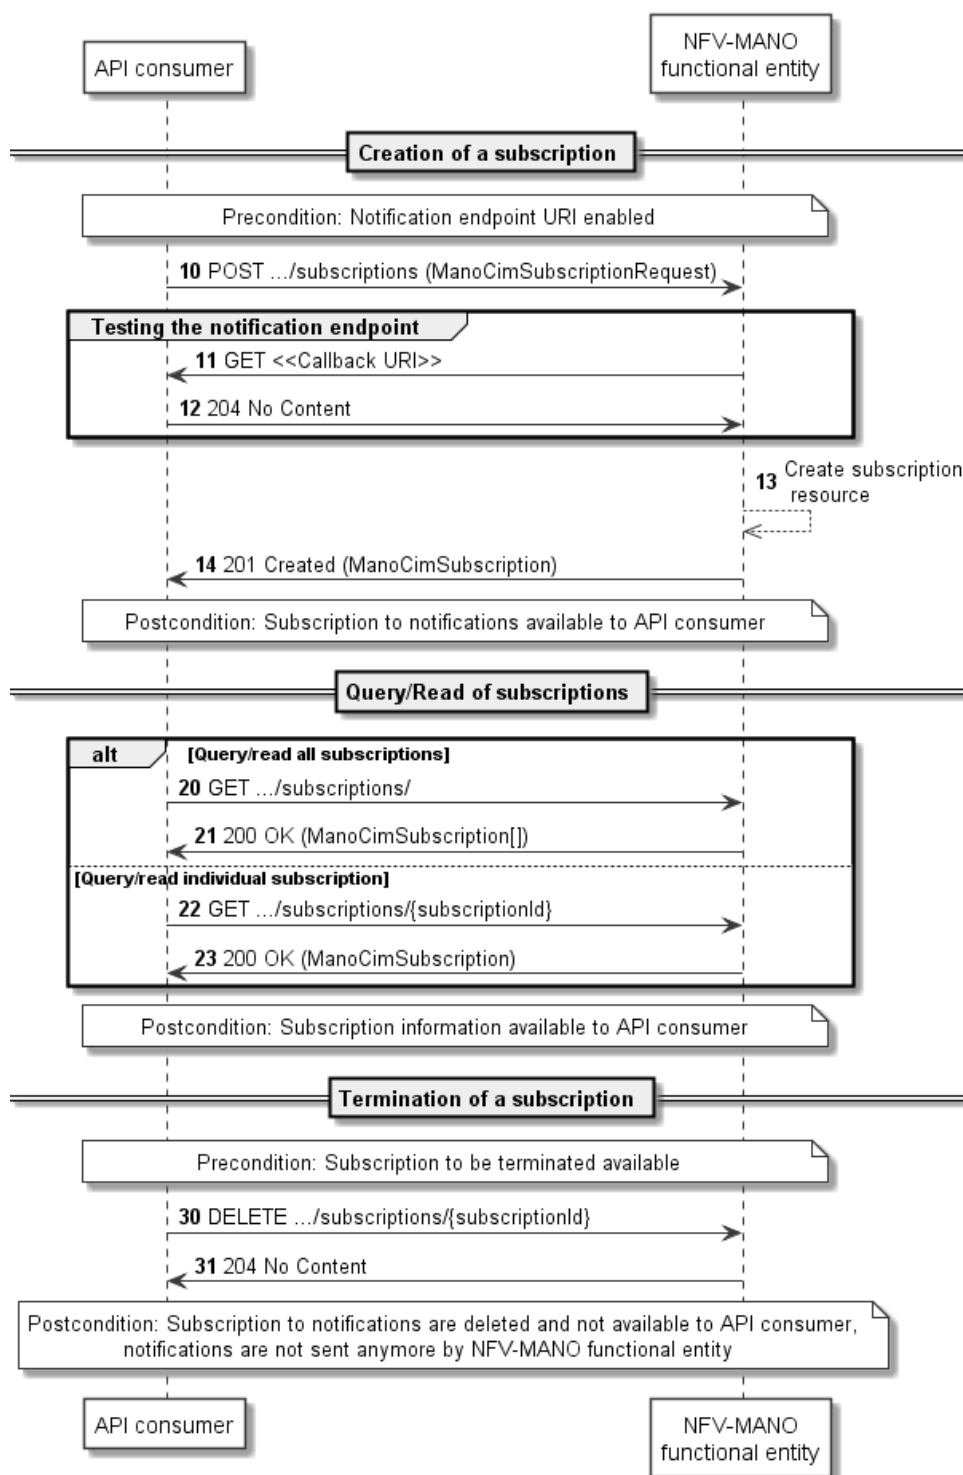 API consumer
NFV-MANO
functional entity
Creation of a subscription
Precondition: Notification endpoint URI enabled
10 POST .../subscriptions (ManoCimSubscriptionRequest)
Testing the notification endpoint
11 GET <<Callback URI>>
12 204 No Content
13 Create subscription
resource
14 201 Created (ManoCimSubscription)
Postcondition: Subscription to notifications available to API consumer
Query/Read of subscriptions
alt [Query/read all subscriptions]
20 GET .../subscriptions/
21 200 OK (ManoCimSubscription[])
[Query/read individual subscription]
22 GET .../subscriptions/{subscriptionId}
23 200 OK (ManoCimSubscription)
Postcondition: Subscription information available to API consumer
Termination of a subscription
Precondition: Subscription to be terminated available
30 DELETE .../subscriptions/{subscriptionId}
31 204 No Content
Postcondition: Subscription to notifications are deleted and not available to API consumer,
notifications are not sent anymore by NFV-MANO functional entity
API consumer
NFV-MANO
functional entity